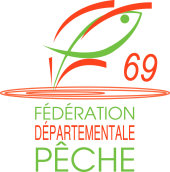 69
FÉDÉRATION
DÉPARTEMENTALE
PÊCHE